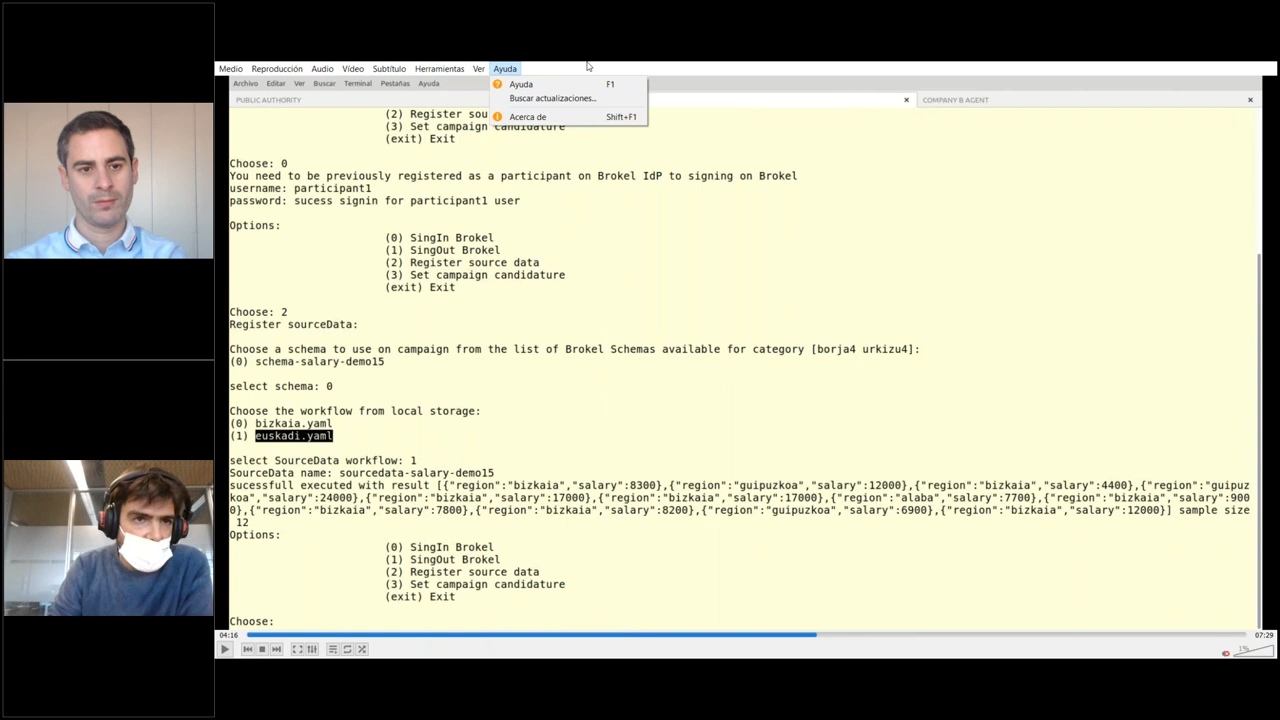 Medio Reproducción Audio Vídeo Subtítulo Herramientas Ver Ayuda
Archivo Editar Ver Buscar Terminal Pestañas Ayuda
Ayuda F1
Buscar actualizaciones...
Acerca de Shift+F1
PUBLIC AUTHORITY
COMPANY B AGENT
(2) Register sou
(3) Set campaign candidature
(exit) Exit
Choose: 0
You need to be previously registered as a participant on Brokel IdP to signing on Brokel
username: participant1
password: sucess signin for participant1 user
Options:
(0) SingIn Brokel
(1) SingOut Brokel
(2) Register source data
(3) Set campaign candidature
(exit) Exit
Choose: 2
Register sourceData:
Choose a schema to use on campaign from the list of Brokel Schemas available for category [borja4 urkizu4]:
(0) schema-salary-demo15
select schema: 0
Choose the workflow from local storage:
(0) bizkaia.yaml
(1) euskadi.yaml
select SourceData workflow: 1
SourceData name: sourcedata-salary-demo15
sucessfull executed with result [{"region":"bizkaia","salary":8300},{"region":"guipuzkoa","salary":12000},{"region":"bizkaia","salary":4400},{"region":"guipuz
koa","salary":24000},{"region":"bizkaia","salary":17000},{"region":"bizkaia","salary":17000},{"region":"alaba","salary":7700},{"region":"bizkaia","salary":900
0},{"region":"bizkaia","salary":7800},{"region":"bizkaia","salary":8200},{"region":"guipuzkoa","salary":6900},{"region":"bizkaia","salary":12000}] sample size
12
Options:
(0) SingIn Brokel
(1) SingOut Brokel
(2) Register source data
(3) Set campaign candidature
(exit) Exit
Choose:
04:16 07:29
1%